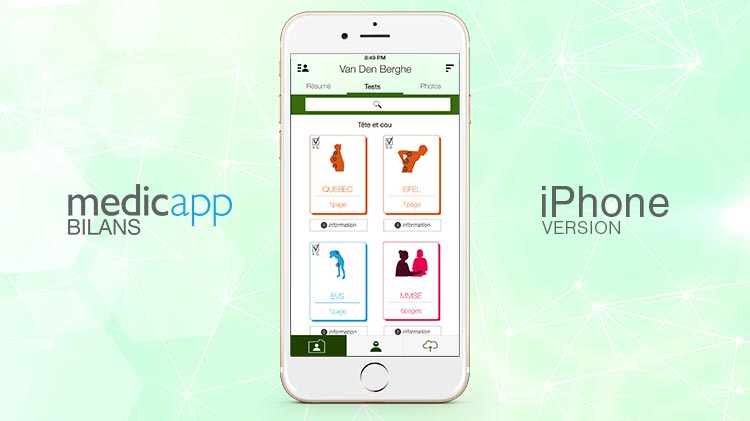 medicapp
BILANS
8:49 PM
Van Den Berghe
Résumé Tests Photos
Tête et cou
QUEBEC
1page
EIFEL
1page
information
information
EVS
1page
MMSE
6pages
information
information
iPhone
VERSION